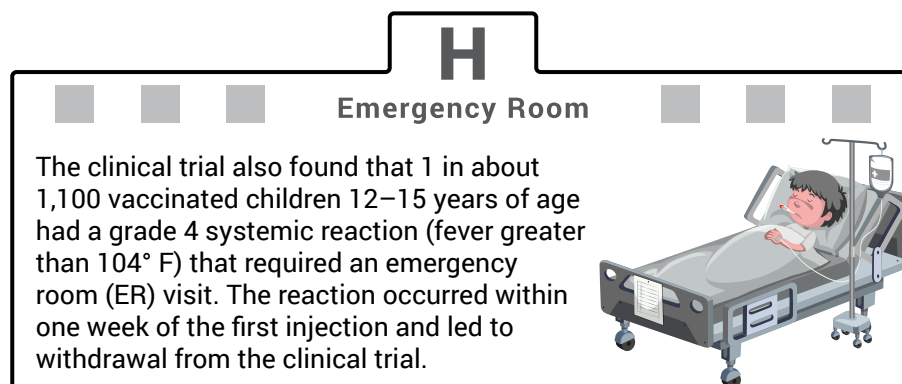 H
Emergency Room
The clinical trial also found that 1 in about
1,100 vaccinated children 12–15 years of age
had a grade 4 systemic reaction (fever greater
than 104° F) that required an emergency
room (ER) visit. The reaction occurred within
one week of the first injection and led to
withdrawal from the clinical trial.